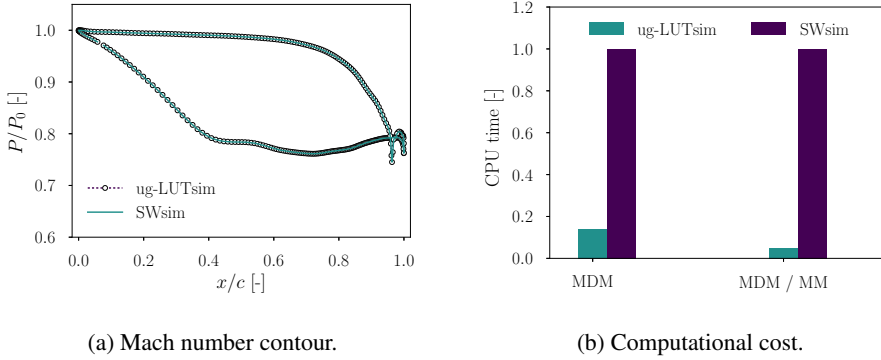 1.0
0.9
0.8
0.7
0.6
P/P₀ [-]
ug-LUTsim
SWsim
0.0 0.2 0.4 0.6 0.8 1.0
x/c [-]
(a) Mach number contour.
ug-LUTsim SWsim
1.2
1.0
0.8
0.6
0.4
0.2
0.0
CPU time [-]
MDM MDM / MM
(b) Computational cost.